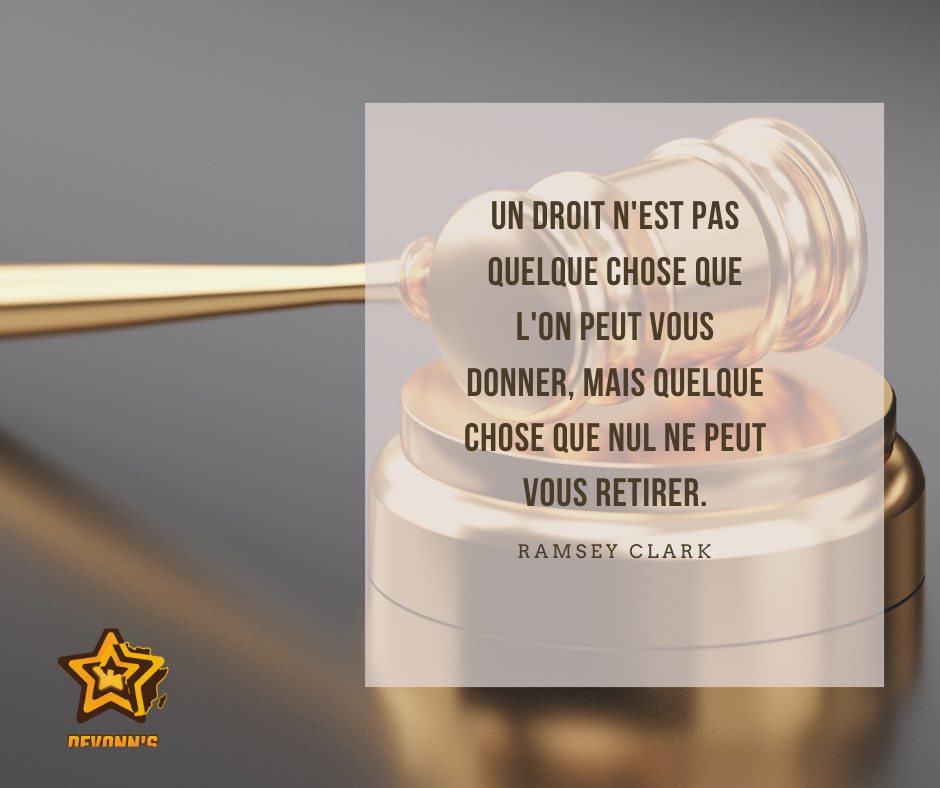 UN DROIT N'EST PAS
QUELQUE CHOSE QUE
L'ON PEUT VOUS
DONNER, MAIS QUELQUE
CHOSE QUE NUL NE PEUT
VOUS RETIRER.
RAMSEY CLARK
DEVONN'S